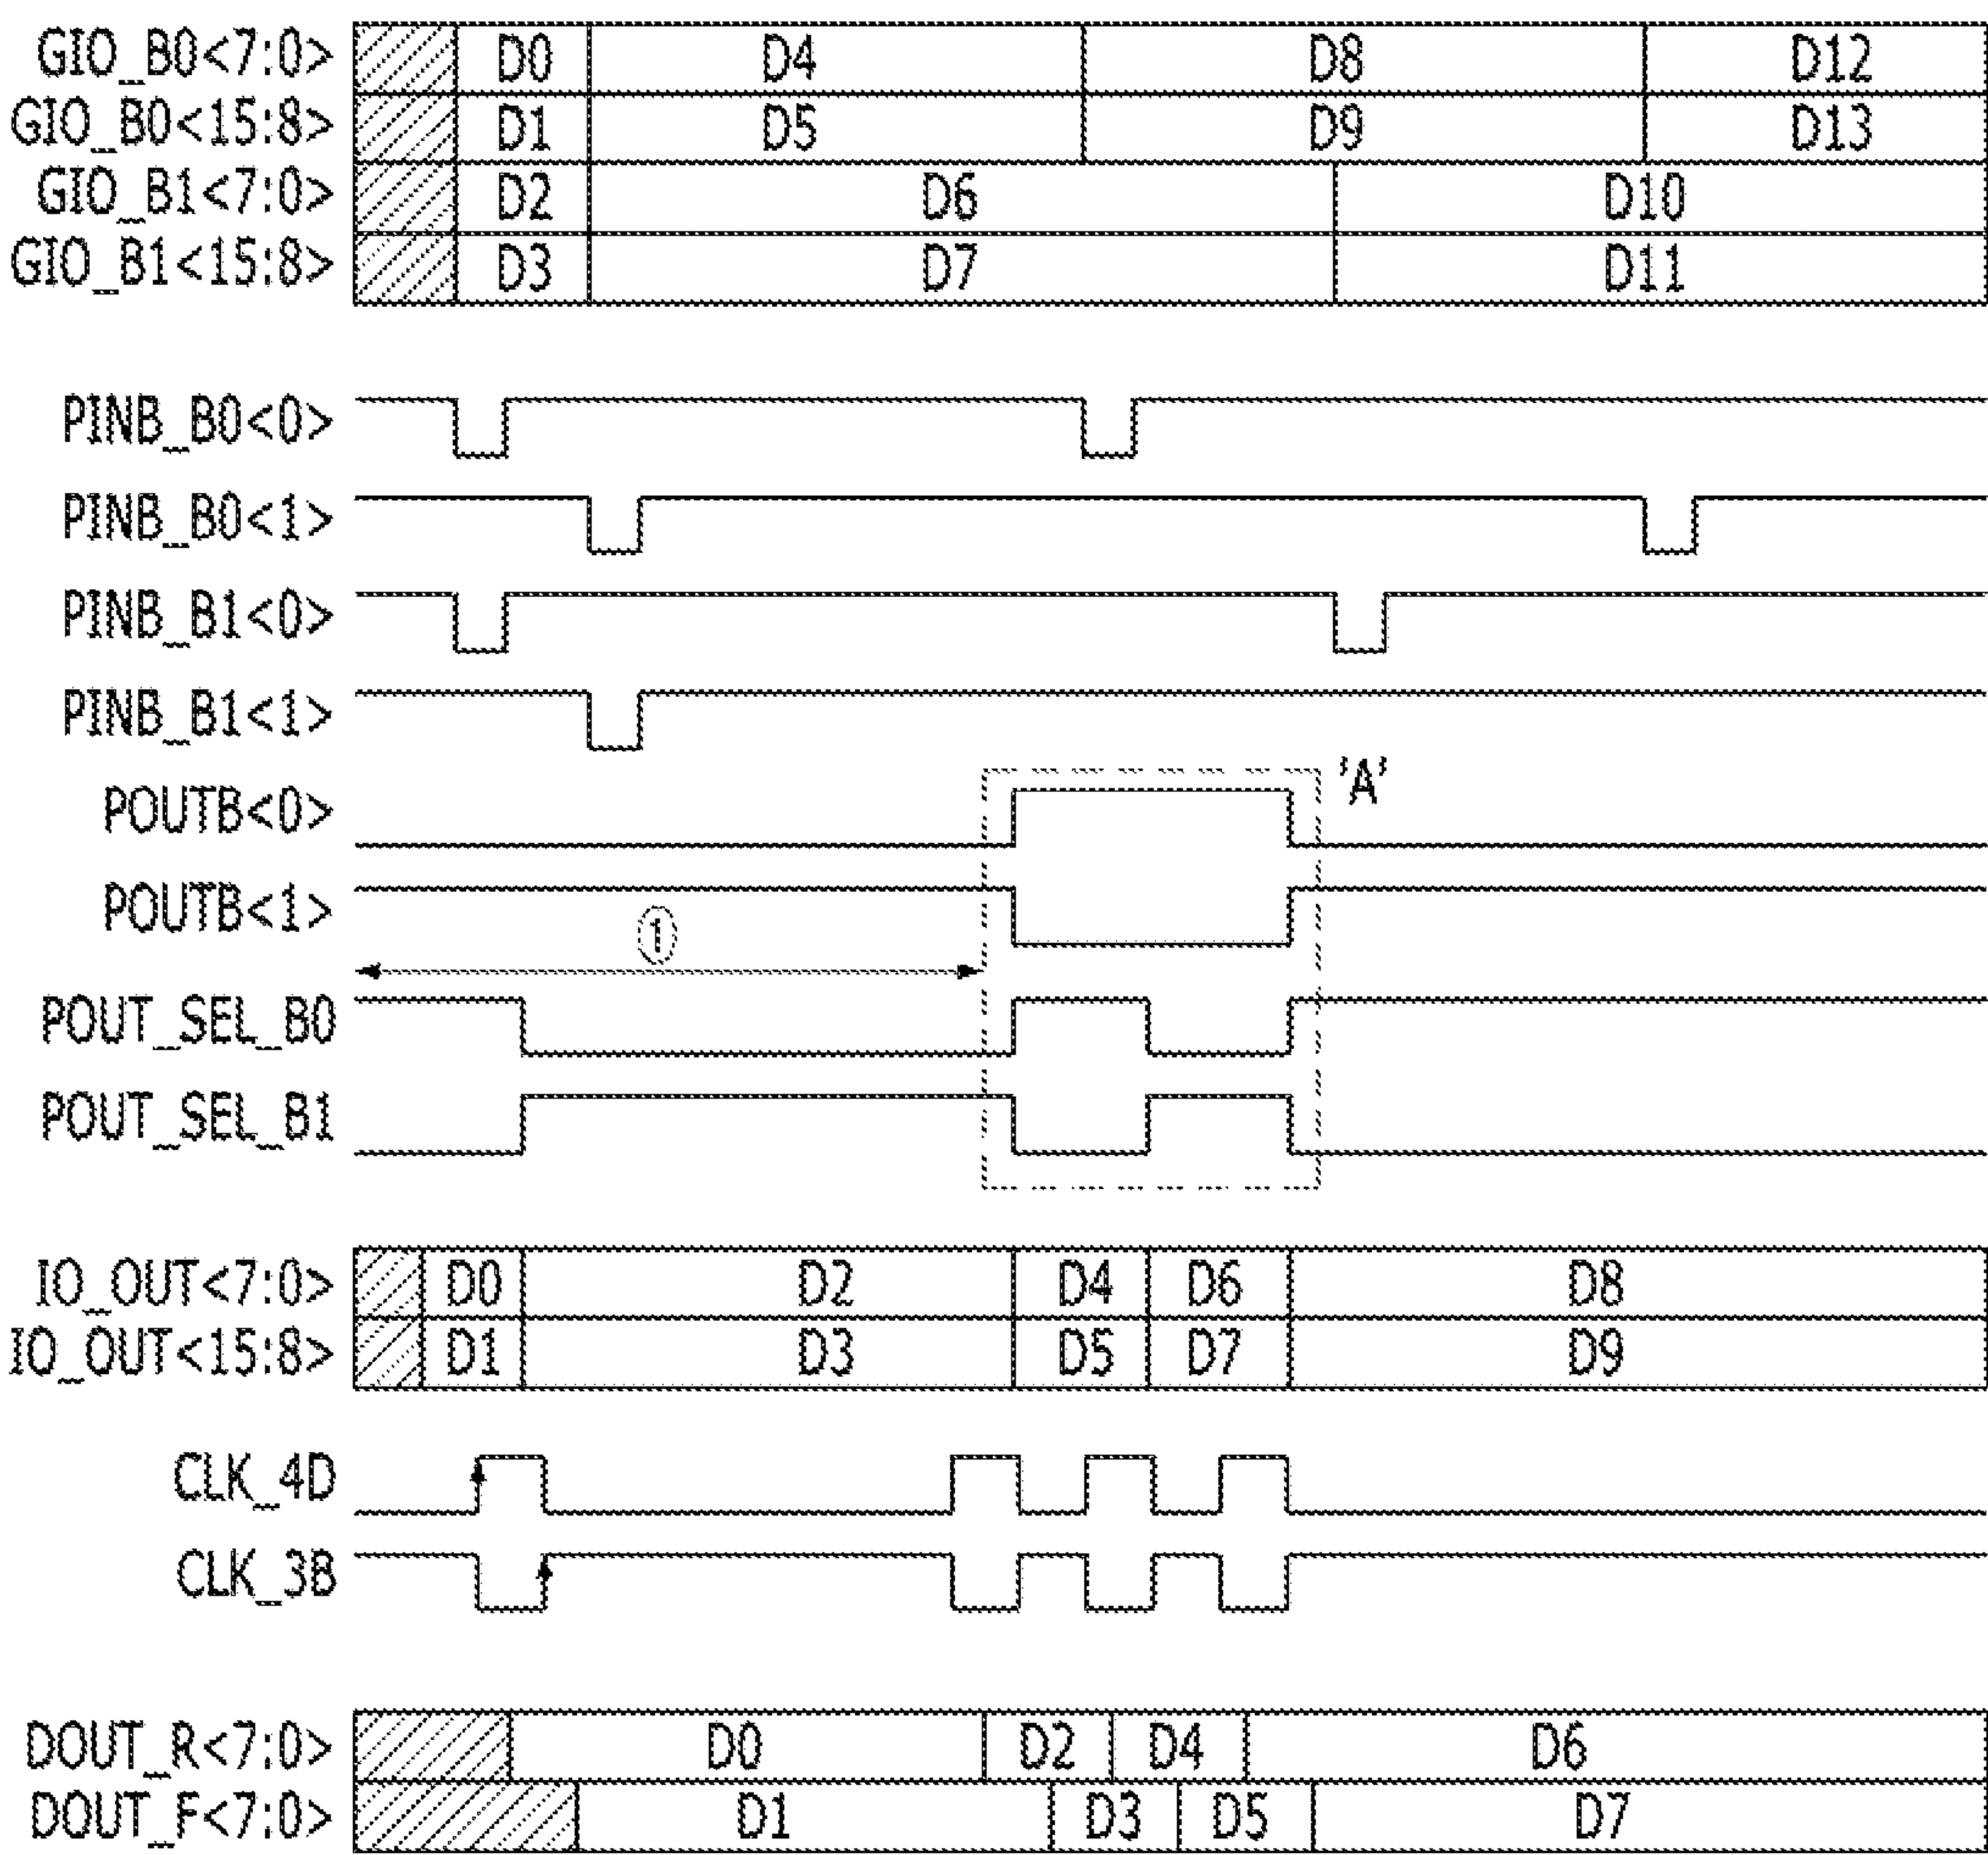 GIO_B0<7:0> D0 D4 D8 D12
GIO_B0<15:8> D1 D5 D9 D13
GIO_B1<7:0> D2 D6 D10
GIO_B1<15:8> D3 D7 D11
PINB_B0<0>
PINB_B0<1>
PINB_B1<0>
PINB_B1<1>
'A'
POUTB<0>
POUTB<1>
①
POUT_SEL_B0
POUT_SEL_B1
IO_OUT<7:0> D0 D2 D4 D6 D8
IO_OUT<15:8> D1 D3 D5 D7 D9
CLK_4D
CLK_3B
DOUT_R<7:0> D0 D2 D4 D6
DOUT_F<7:0> D1 D3 D5 D7